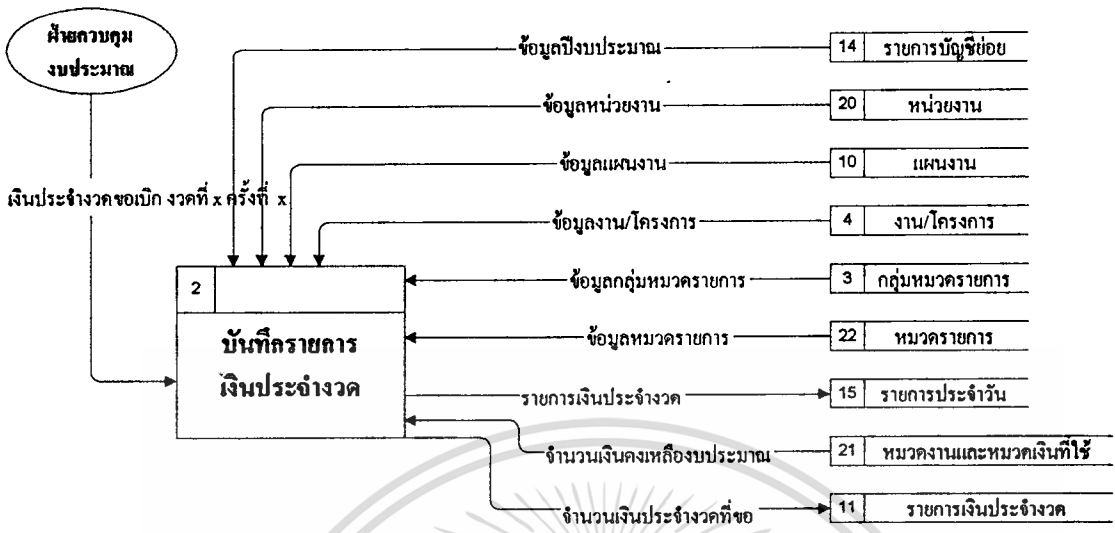 ฝ่ายควบคุม
งบประมาณ
ข้อมูลปีงบประมาณ
14 รายการบัญชีย่อย
ข้อมูลหน่วยงาน
20 หน่วยงาน
ข้อมูลแผนงาน
10 แผนงาน
เงินประจำงวดขอเบิก งวดที่ x ครั้งที่ x
ข้อมูลงาน/โครงการ
4 งาน/โครงการ
2
ข้อมูลกลุ่มหมวดรายการ
3 กลุ่มหมวดรายการ
บันทึกรายการ
เงินประจำงวด
ข้อมูลหมวดรายการ
22 หมวดรายการ
รายการเงินประจำงวด
15 รายการประจำวัน
จำนวนเงินคงเหลืองบประมาณ
21 หมวดงานและหมวดเงินที่ใช้
จำนวนเงินประจำงวดที่ขอ
11 รายการเงินประจำงวด